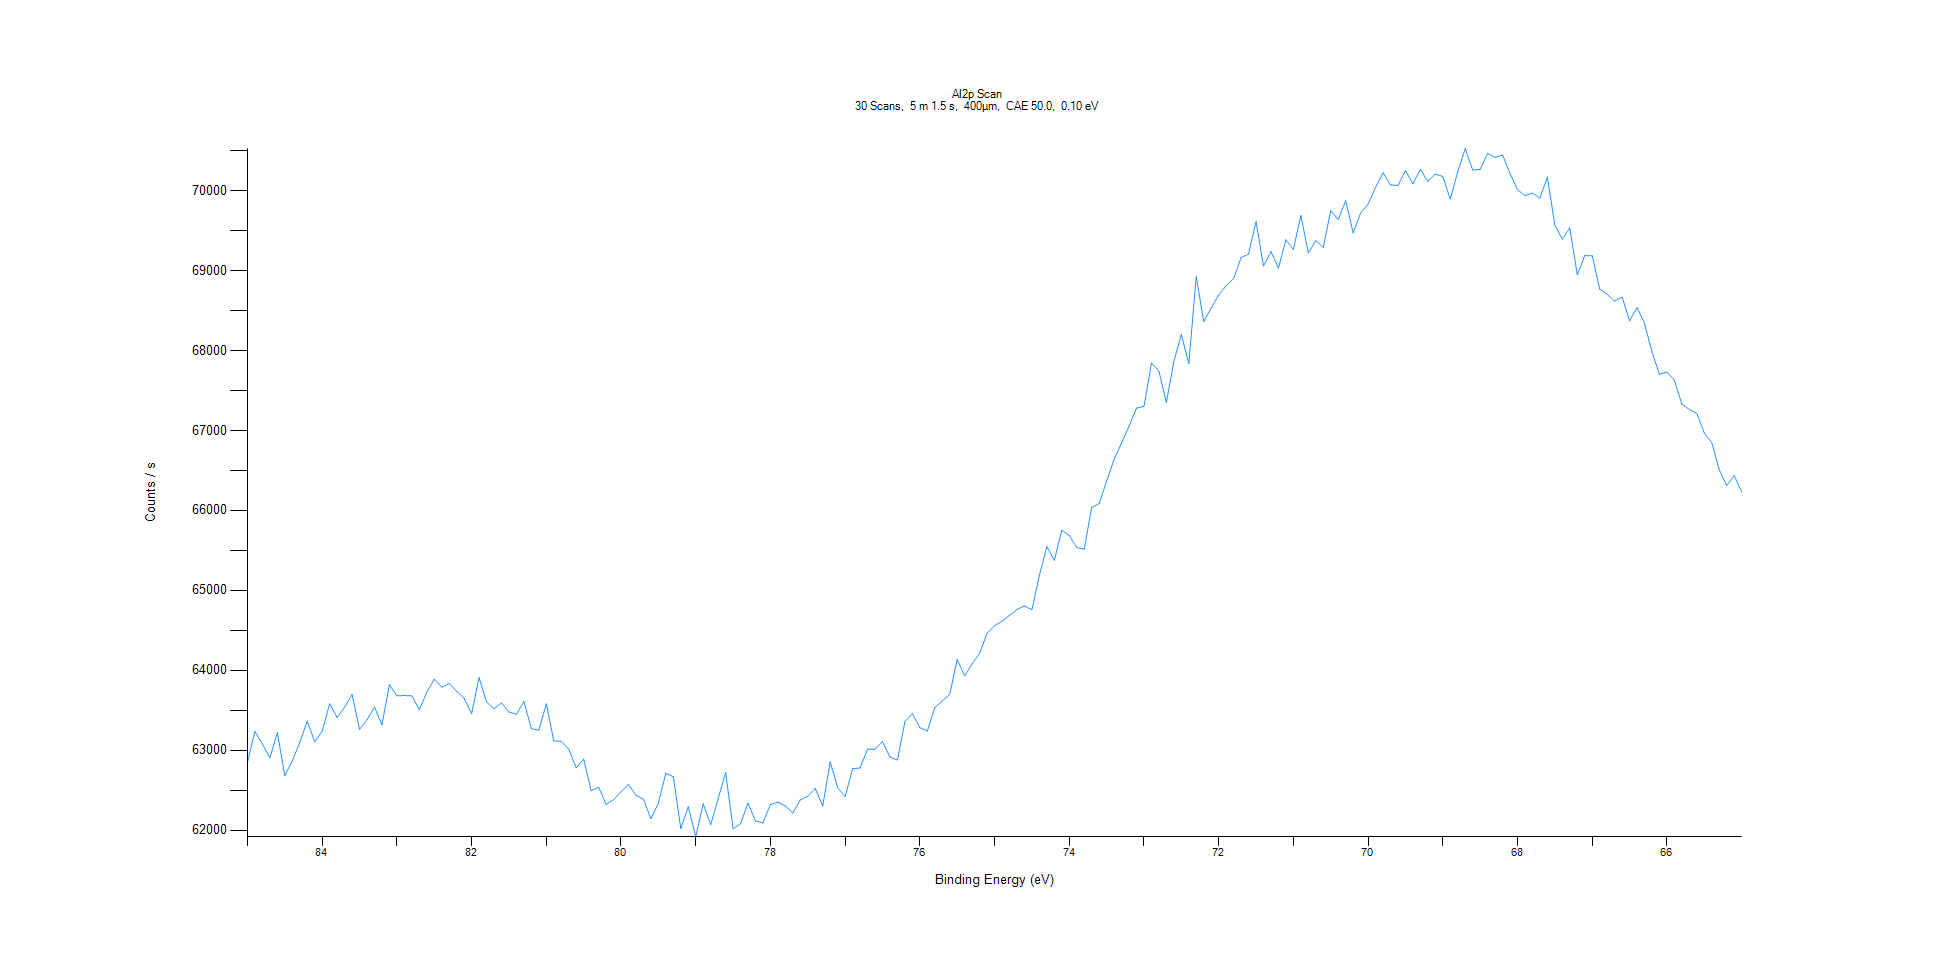 Al2p Scan
30 Scans, 5 m 1.5 s, 400µm, CAE 50.0, 0.10 eV
70000
69000
68000
67000
66000
65000
64000
63000
62000
Counts / s
84 82 80 78 76 74 72 70 68 66
Binding Energy (eV)